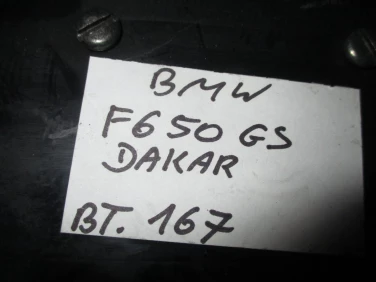 BMW
F650 GS
DAKAR
BT. 167